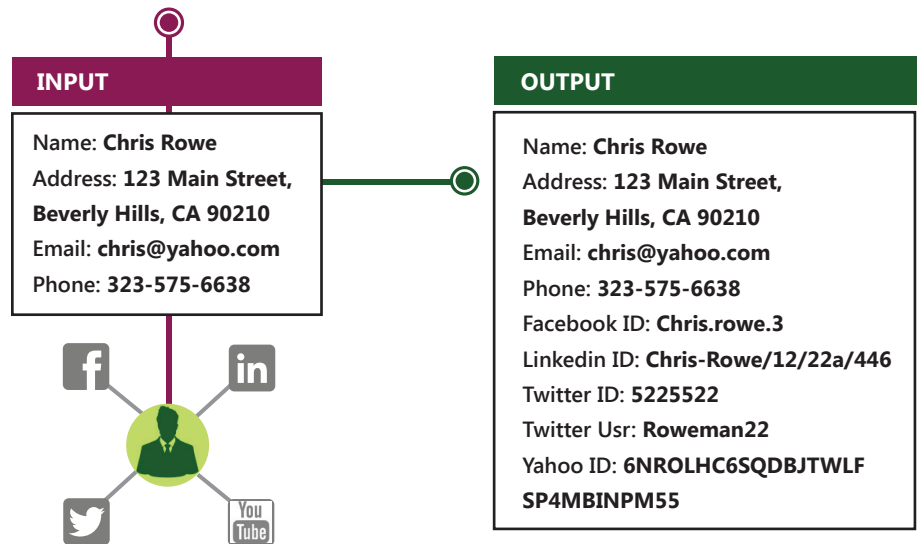 INPUT
Name: Chris Rowe
Address: 123 Main Street,
Beverly Hills, CA 90210
Email: chris@yahoo.com
Phone: 323-575-6638
f
in
You
Tube
OUTPUT
Name: Chris Rowe
Address: 123 Main Street,
Beverly Hills, CA 90210
Email: chris@yahoo.com
Phone: 323-575-6638
Facebook ID: Chris.rowe.3
Linkedin ID: Chris-Rowe/12/22a/446
Twitter ID: 5225522
Twitter Usr: Roweman22
Yahoo ID: 6NROLHC6SQDBJTWLF
SP4MBINPM55